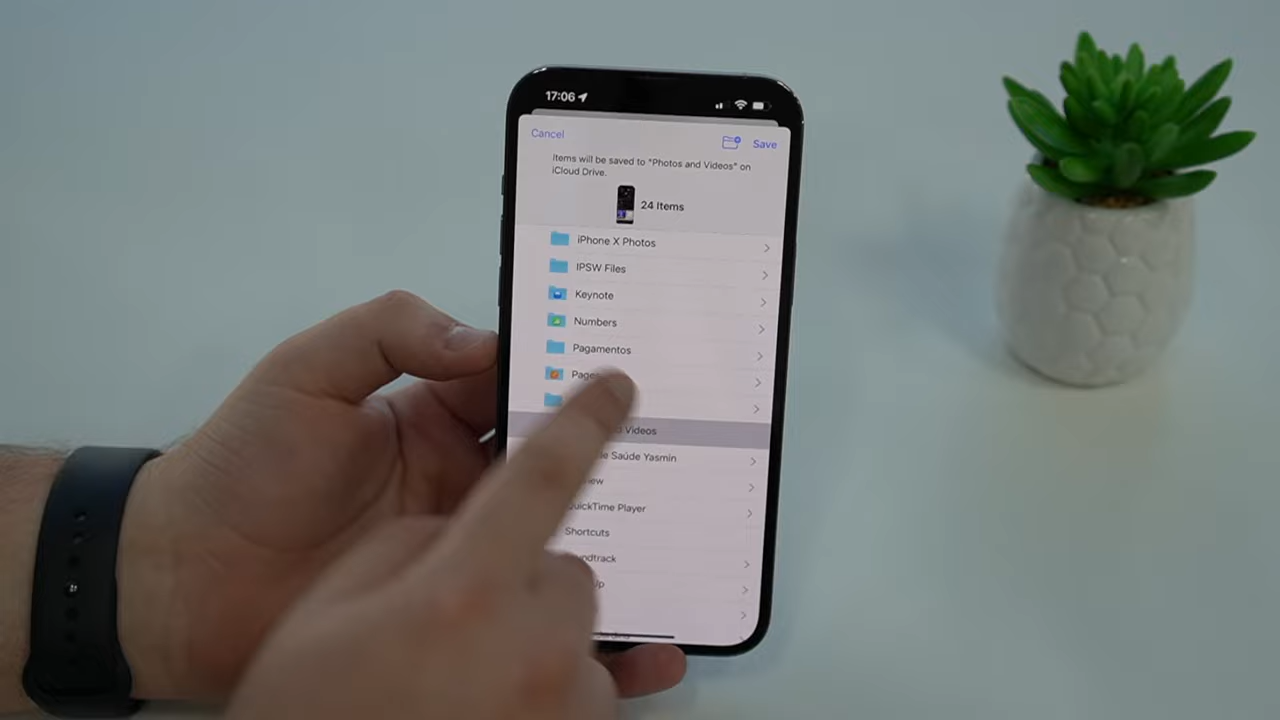 17:06
Cancel
Save
Items will be saved to "Photos and Videos" on
iCloud Drive.
24 items
iPhone X Photos
IPSW Files
Keynote
Numbers
Pagamentos
Pages
Videos
Saúde Yasmin
QuickTime Player
Shortcuts